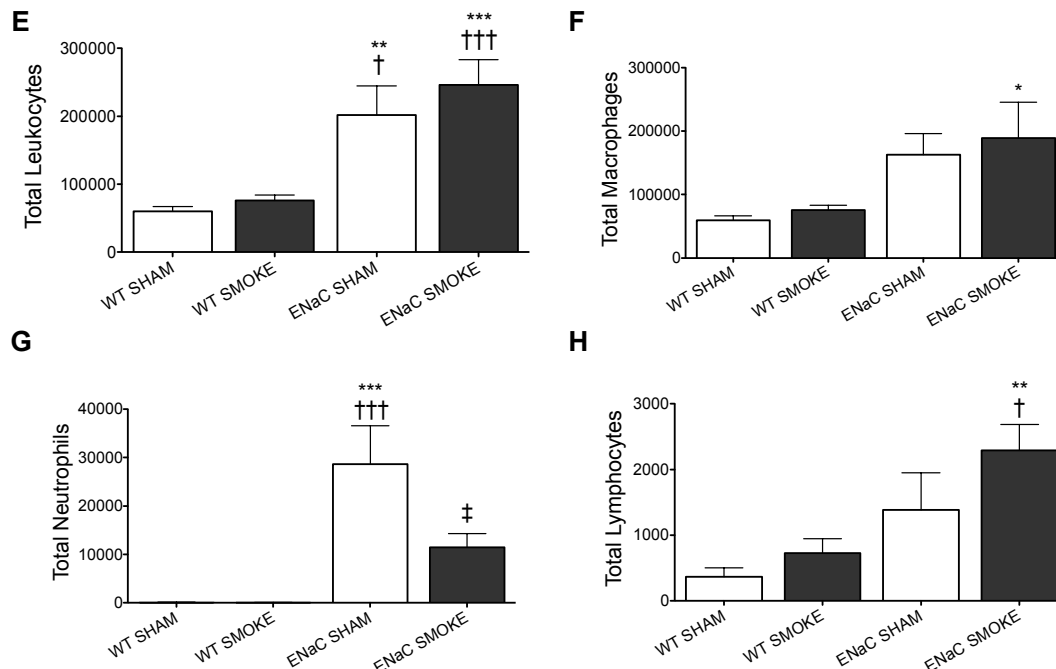 E
Total Leukocytes
300000
200000
100000
0
***
**
†††
†
WT SHAM
WT SMOKE
ENaC SHAM
ENaC SMOKE
F
Total Macrophages
300000
200000
100000
0
*
WT SHAM
WT SMOKE
ENaC SHAM
ENaC SMOKE
G
Total Neutrophils
40000
30000
20000
10000
0
***
†††
‡
WT SHAM
WT SMOKE
ENaC SHAM
ENaC SMOKE
H
Total Lymphocytes
3000
2000
1000
0
**
†
WT SHAM
WT SMOKE
ENaC SHAM
ENaC SMOKE